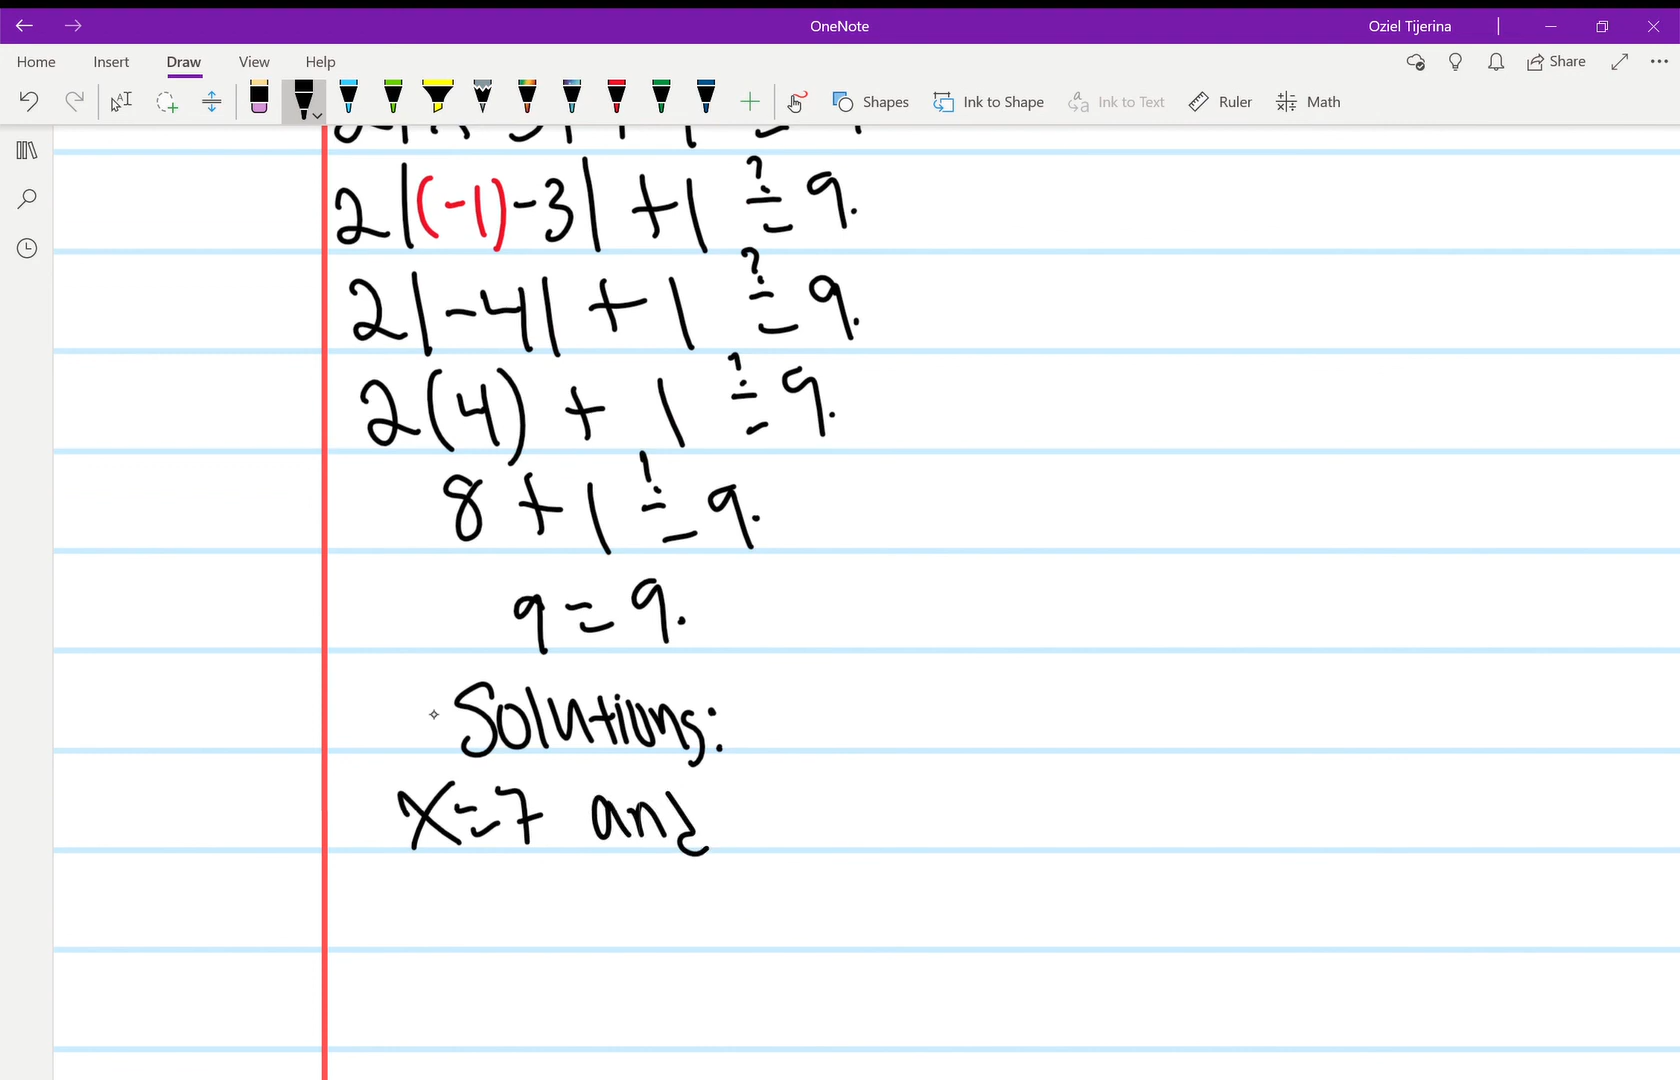 OneNote
Oziel Tijerina
Home Insert Draw View Help
Share
Shapes Ink to Shape Ink to Text Ruler Math
2|(-1)-3| + 1 ≟ 9.
2|-4| + 1 ≟ 9.
2(4) + 1 ≟ 9.
8 + 1 ≟ 9.
9 = 9.
Solutions:
x=7 and